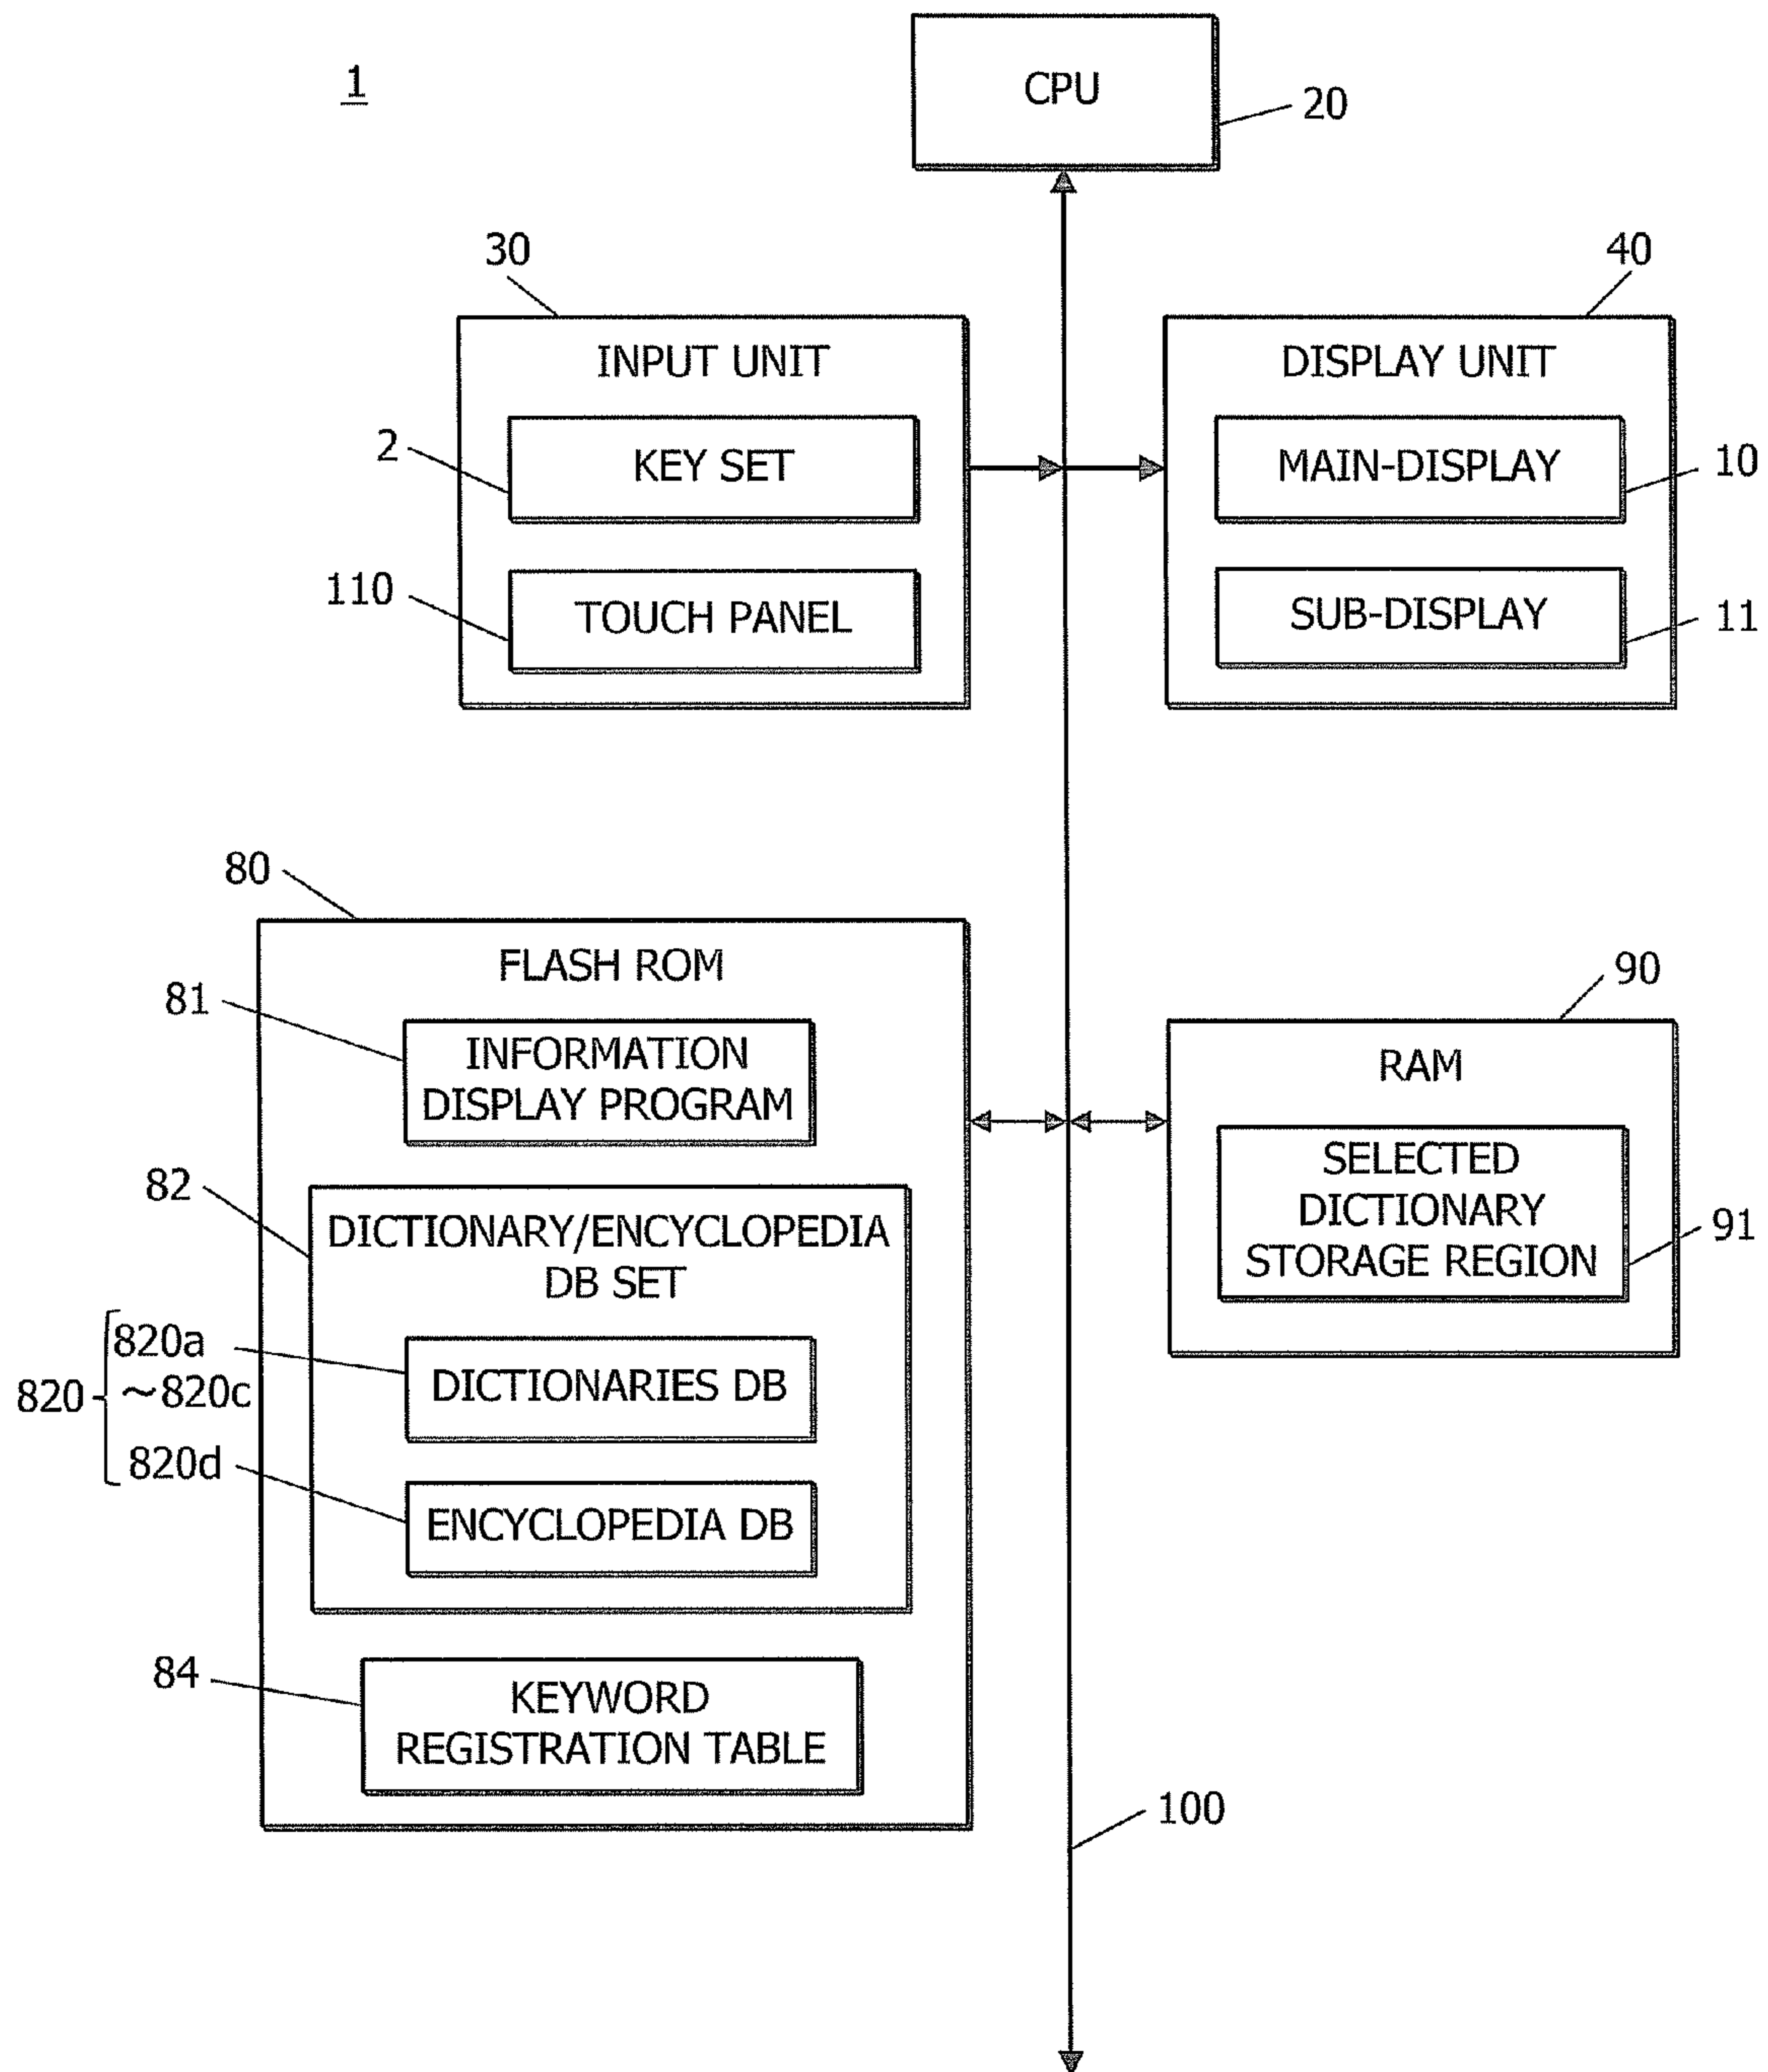 1
CPU
20
30
INPUT UNIT
2
KEY SET
110
TOUCH PANEL
40
DISPLAY UNIT
MAIN-DISPLAY
10
SUB-DISPLAY
11
80
FLASH ROM
81
INFORMATION
DISPLAY PROGRAM
82
DICTIONARY/ENCYCLOPEDIA
DB SET
820
820a
~820c
DICTIONARIES DB
820d
ENCYCLOPEDIA DB
84
KEYWORD
REGISTRATION TABLE
90
RAM
SELECTED
DICTIONARY
STORAGE REGION
91
100